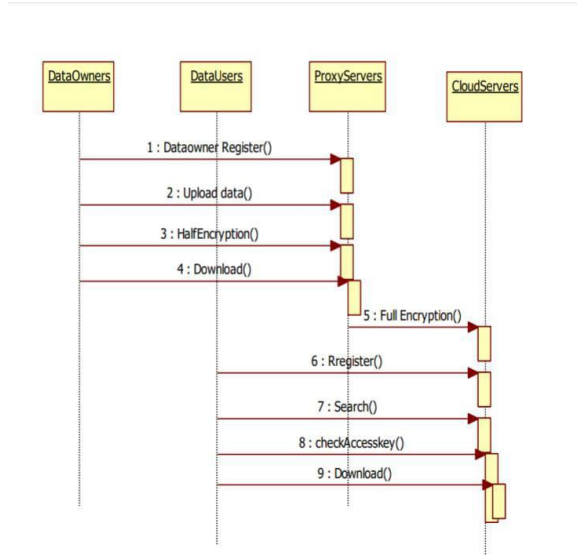 DataOwners
DataUsers
ProxyServers
CloudServers
1 : Dataowner Register()
2 : Upload data()
3 : HalfEncryption()
4 : Download()
5 : Full Encryption()
6 : Rregister()
7 : Search()
8 : checkAccesskey()
9 : Download()